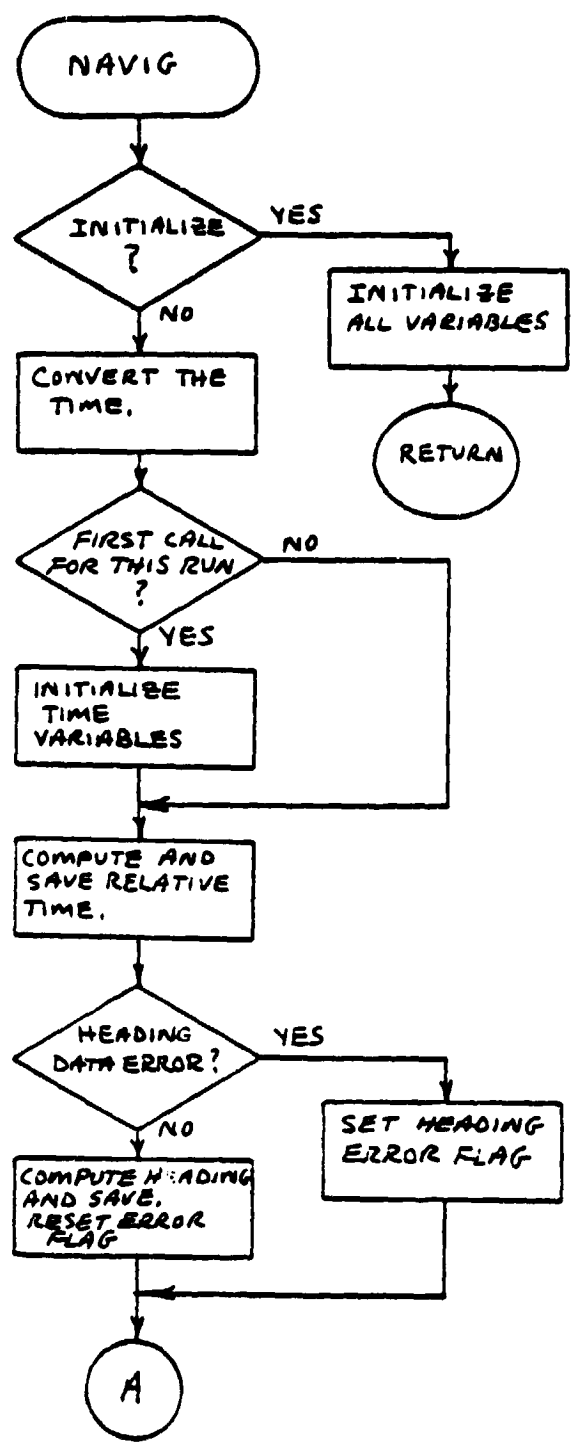 NAVIG
INITIALIZE
?
YES
NO
INITIALIZE
ALL VARIABLES
CONVERT THE
TIME.
RETURN
FIRST CALL
FOR THIS RUN
?
NO
YES
INITIALIZE
TIME
VARIABLES
COMPUTE AND
SAVE RELATIVE
TIME.
HEADING
DATA ERROR?
YES
NO
SET HEADING
ERROR FLAG
COMPUTE HEADING
AND SAVE.
RESET ERROR
FLAG
A